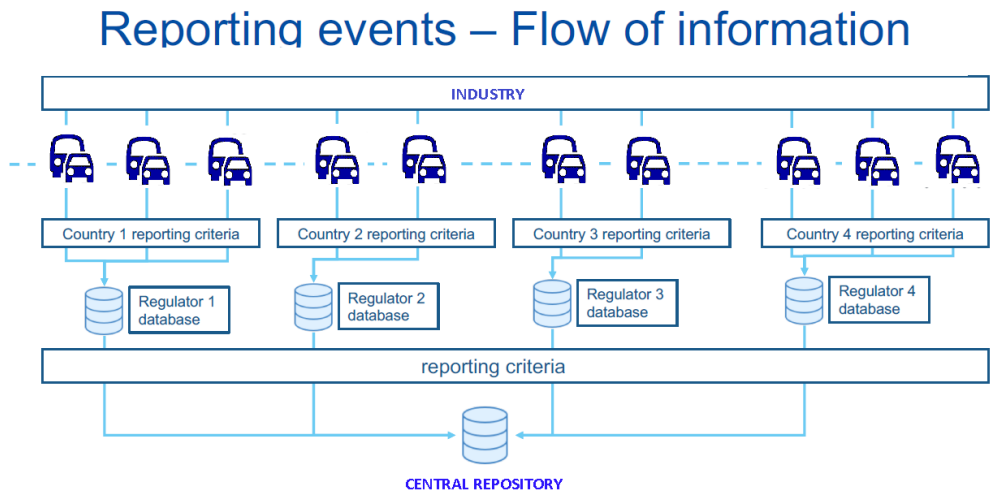 Reporting events – Flow of information
INDUSTRY
Country 1 reporting criteria
Country 2 reporting criteria
Country 3 reporting criteria
Country 4 reporting criteria
Regulator 1
database
Regulator 2
database
Regulator 3
database
Regulator 4
database
reporting criteria
CENTRAL REPOSITORY